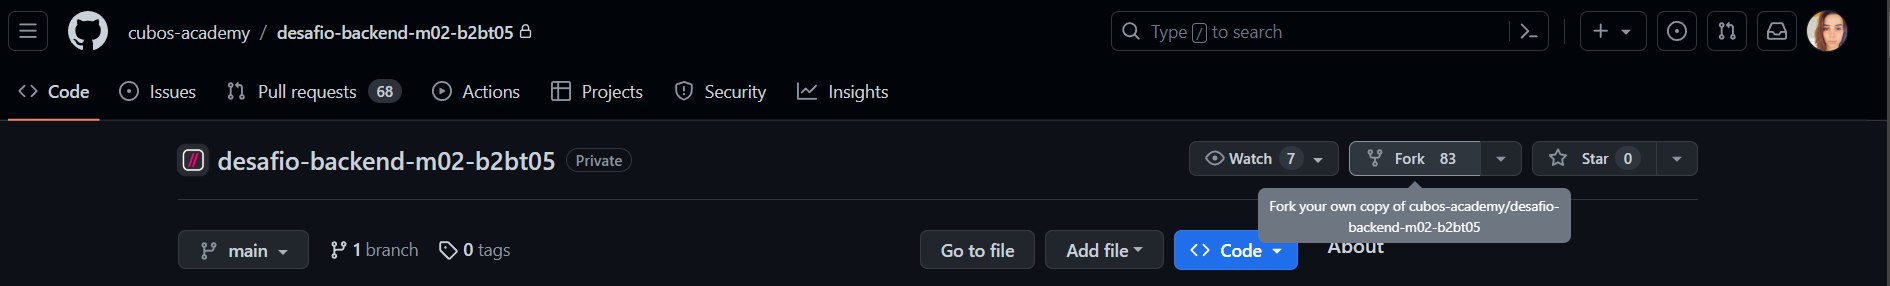 cubos-academy / desafio-backend-m02-b2bt05
Type / to search
Code
Issues
Pull requests 68
Actions
Projects
Security
Insights
desafio-backend-m02-b2bt05 Private
Watch 7
Fork 83
Star 0
Fork your own copy of cubos-academy/desafio-
backend-m02-b2bt05
main
1 branch
0 tags
Go to file
Add file
Code
About